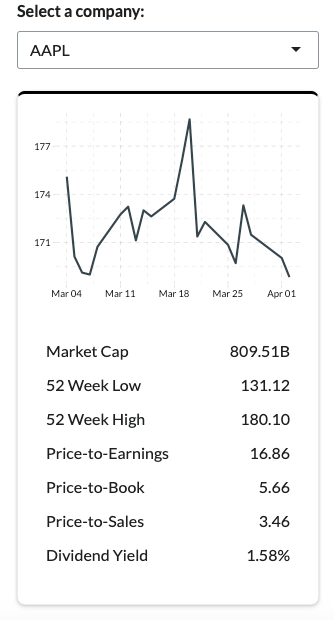 Select a company:
AAPL
177
174
171
Mar 04 Mar 11 Mar 18 Mar 25 Apr 01
Market Cap 809.51B
52 Week Low 131.12
52 Week High 180.10
Price-to-Earnings 16.86
Price-to-Book 5.66
Price-to-Sales 3.46
Dividend Yield 1.58%